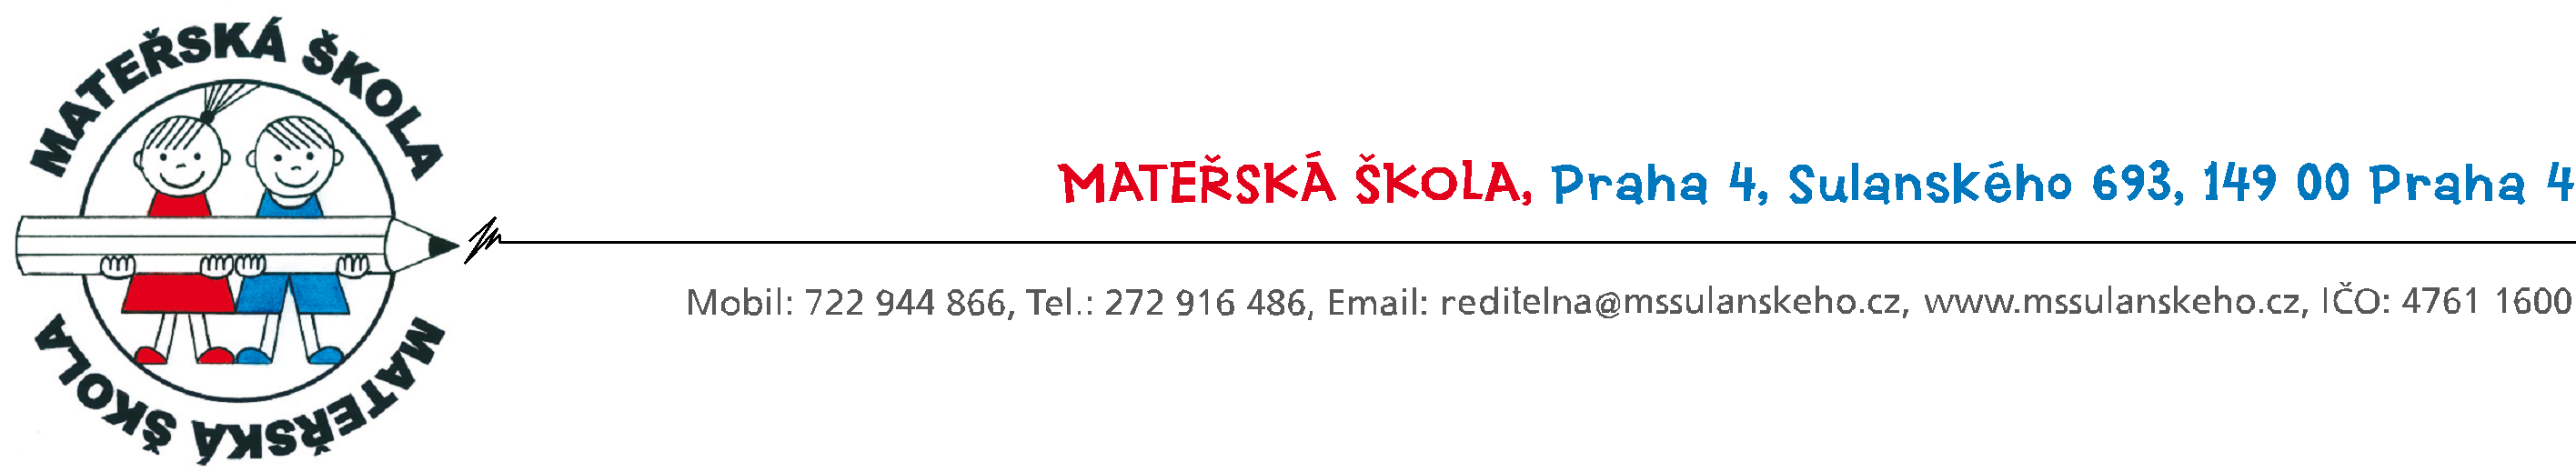 MATEŘSKÁ ŠKOLA
MATEŘSKÁ ŠKOLA, Praha 4, Sulanského 693, 149 00 Praha 4
Mobil: 722 944 866, Tel.: 272 916 486, Email: reditelna@mssulanskeho.cz, www.mssulanskeho.cz, IČO: 4761 1600
MATEŘSKÁ ŠKOLA